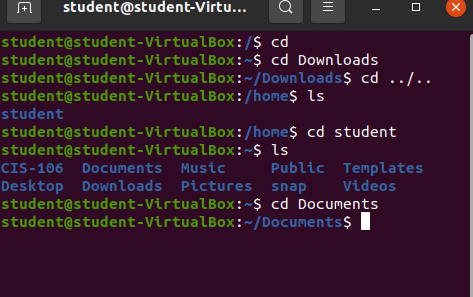 student@student-Virtu...
student@student-VirtualBox:/$ cd
student@student-VirtualBox:~$ cd Downloads
student@student-VirtualBox:~/Downloads$ cd ../..
student@student-VirtualBox:/home$ ls
student
student@student-VirtualBox:/home$ cd student
student@student-VirtualBox:~$ ls
CIS-106  Documents  Music     Public  Templates
Desktop  Downloads  Pictures  snap    Videos
student@student-VirtualBox:~$ cd Documents
student@student-VirtualBox:~/Documents$